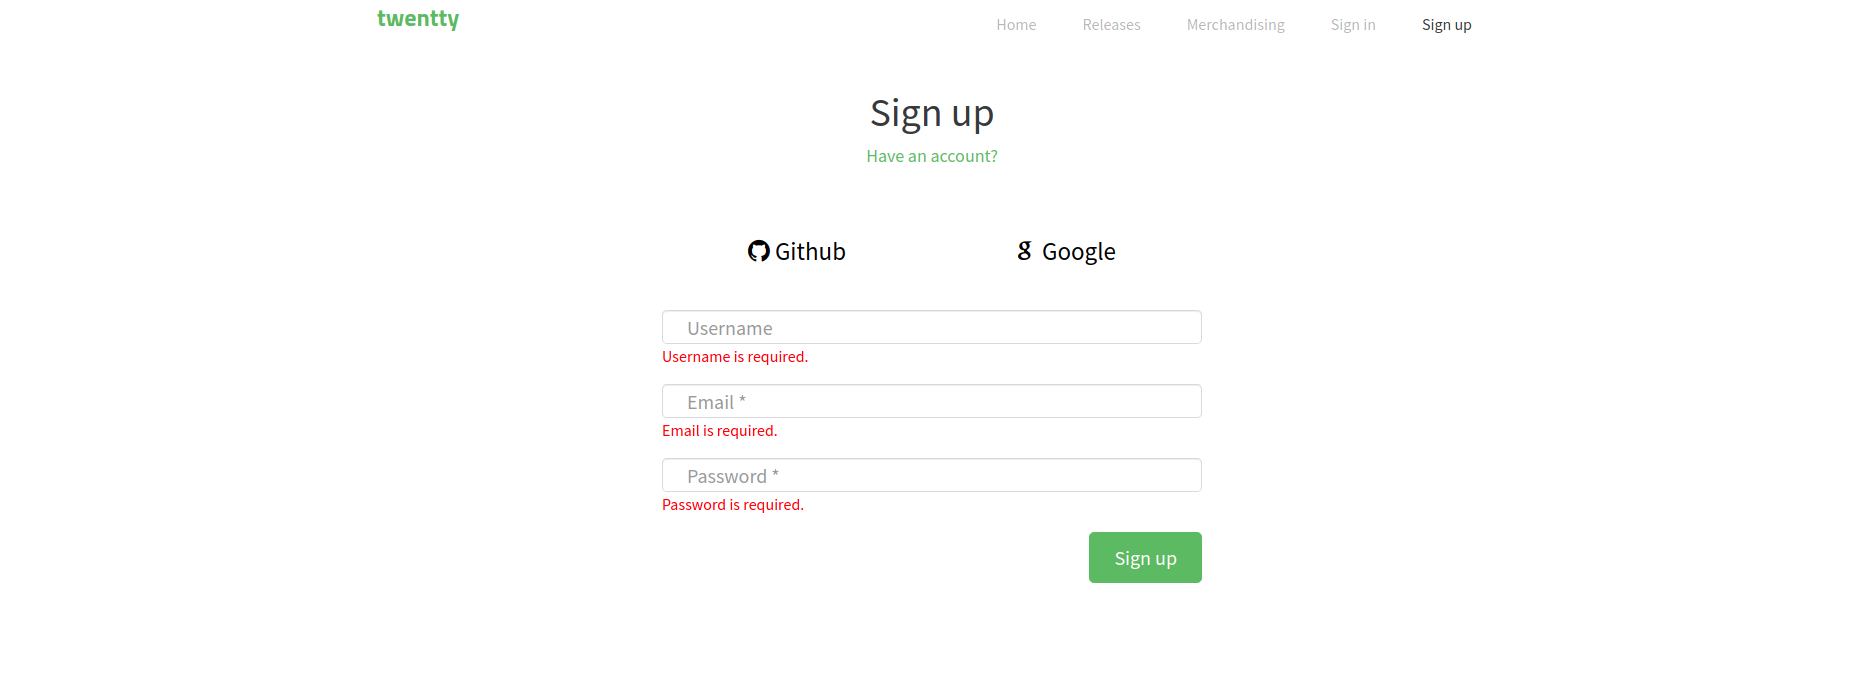 twentty
Home Releases Merchandising Sign in Sign up
Sign up
Have an account?
Github Google
Username
Username is required.
Email *
Email is required.
Password *
Password is required.
Sign up